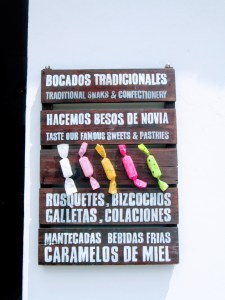 BOCADOS TRADICIONALES
TRADITIONAL SNAKS & CONFECTIONERY
HACEMOS BESOS DE NOVIA
TASTE OUR FAMOUS SWEETS & PASTRIES
ROSQUETES, BIZCOCHOS
GALLETAS, COLACIONES
MANTECADAS BEBIDAS FRIAS
CARAMELOS DE MIEL